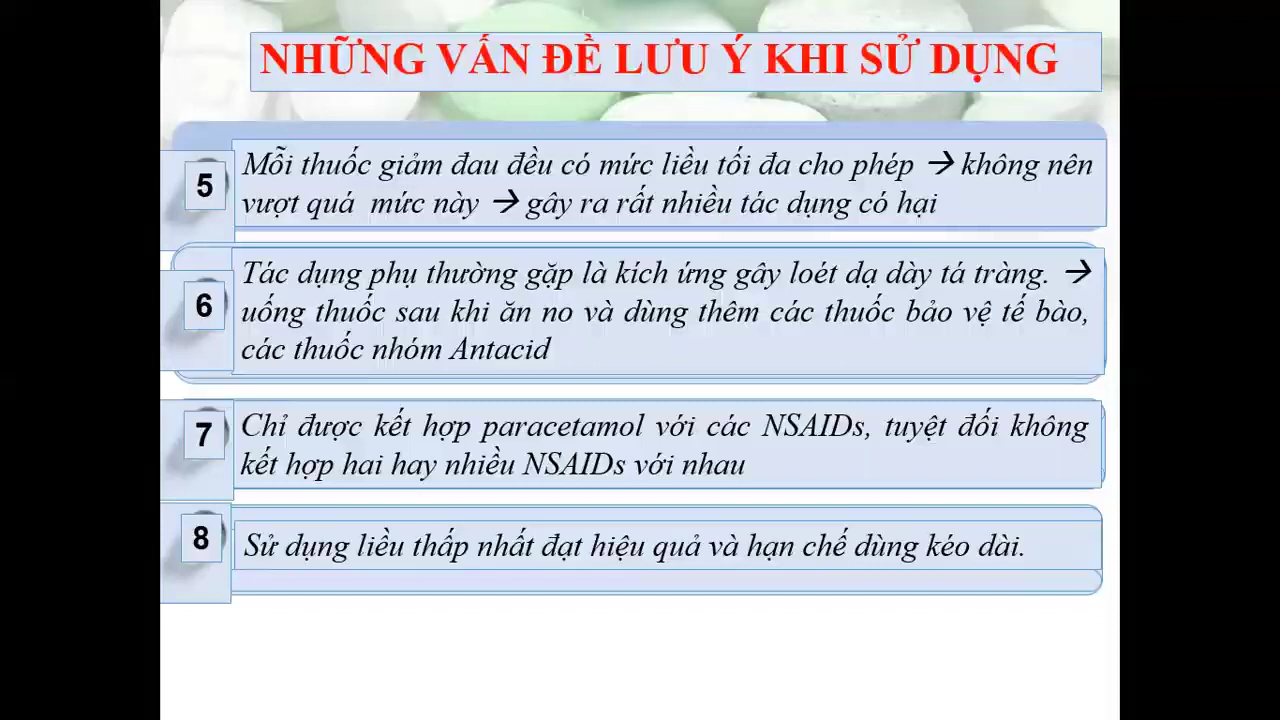 NHỮNG VẤN ĐỀ LƯU Ý KHI SỬ DỤNG
5
Mỗi thuốc giảm đau đều có mức liều tối đa cho phép → không nên
vượt quá mức này → gây ra rất nhiều tác dụng có hại
6
Tác dụng phụ thường gặp là kích ứng gây loét dạ dày tá tràng. →
uống thuốc sau khi ăn no và dùng thêm các thuốc bảo vệ tế bào,
các thuốc nhóm Antacid
7
Chỉ được kết hợp paracetamol với các NSAIDs, tuyệt đối không
kết hợp hai hay nhiều NSAIDs với nhau
8
Sử dụng liều thấp nhất đạt hiệu quả và hạn chế dùng kéo dài.